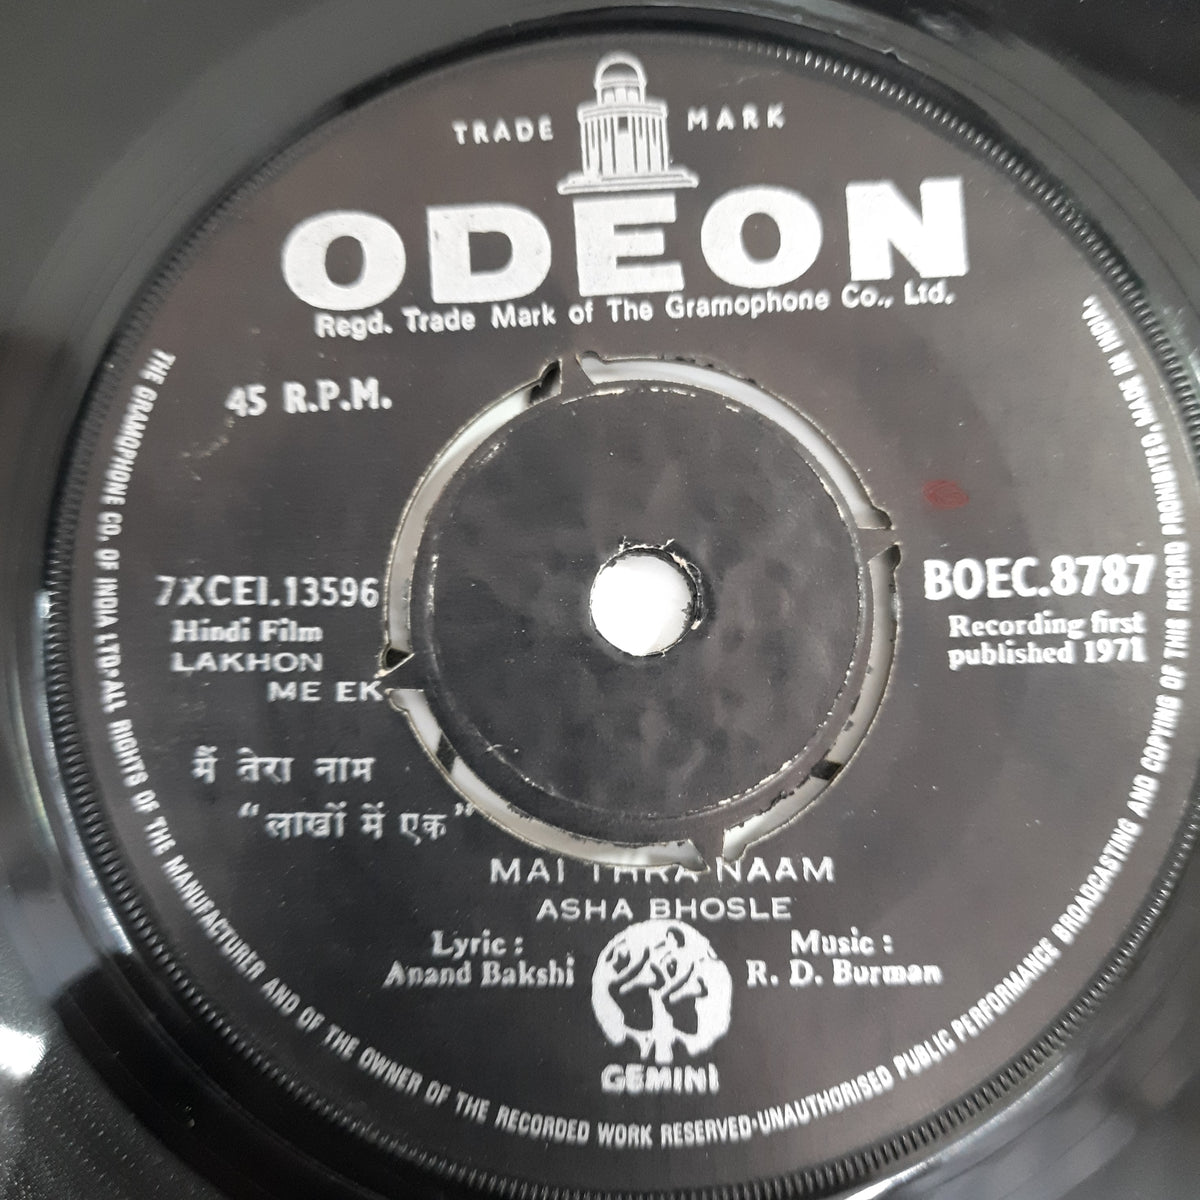 TRADE MARK
ODEON
Regd. Trade Mark of The Gramophone Co., Ltd.
45 R.P.M.
7XCEI.13596
Hindi Film
LAKHON
ME EK
BOEC.8787
Recording first
published 1971
मैं तेरा नाम
“लाखों में एक”
MAI NAAM
ASHA BHOSLE
Lyric :
Anand Bakshi
Music :
R. D. Burman
GEMINI
THE GRAMOPHONE CO. OF INDIA LTD·ALL RIGHTS OF THE MANUFACTURER AND OF THE OWNER OF THE RECORDED WORK RESERVED·UNAUTHORISED PUBLIC PERFORMANCE BROADCASTING AND COPYING OF THIS RECORD PROHIBITED·MADE IN INDIA